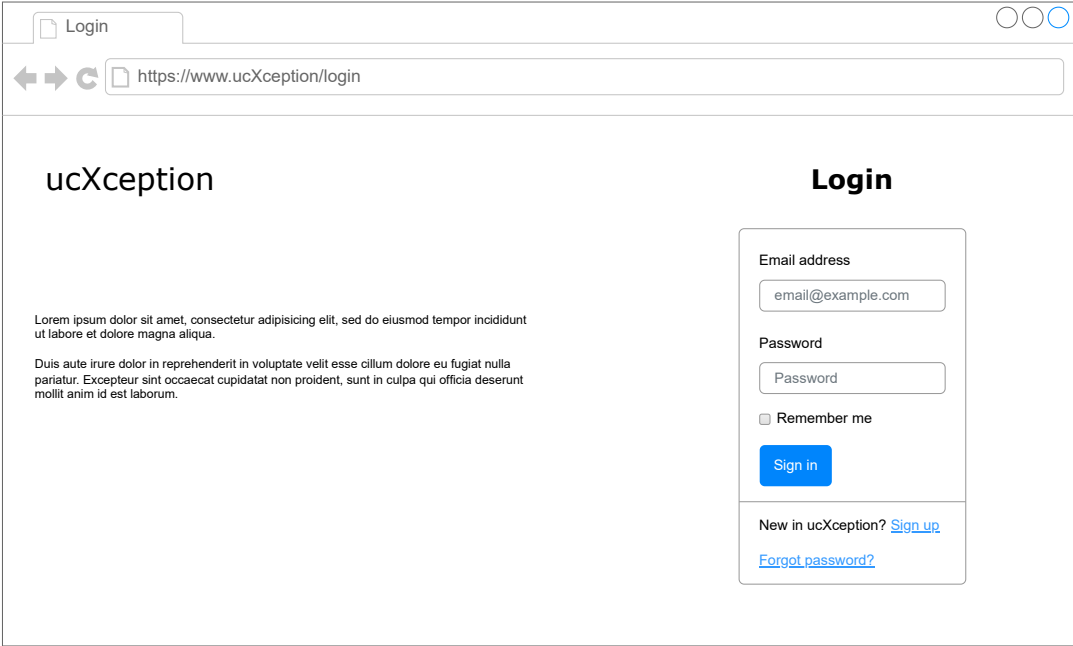 Login
https://www.ucXception/login
ucXception
Login
Lorem ipsum dolor sit amet, consectetur adipisicing elit, sed do eiusmod tempor incididunt
ut labore et dolore magna aliqua.
Duis aute irure dolor in reprehenderit in voluptate velit esse cillum dolore eu fugiat nulla
pariatur. Excepteur sint occaecat cupidatat non proident, sunt in culpa qui officia deserunt
mollit anim id est laborum.
Email address
email@example.com
Password
Password
Remember me
Sign in
New in ucXception? Sign up
Forgot password?